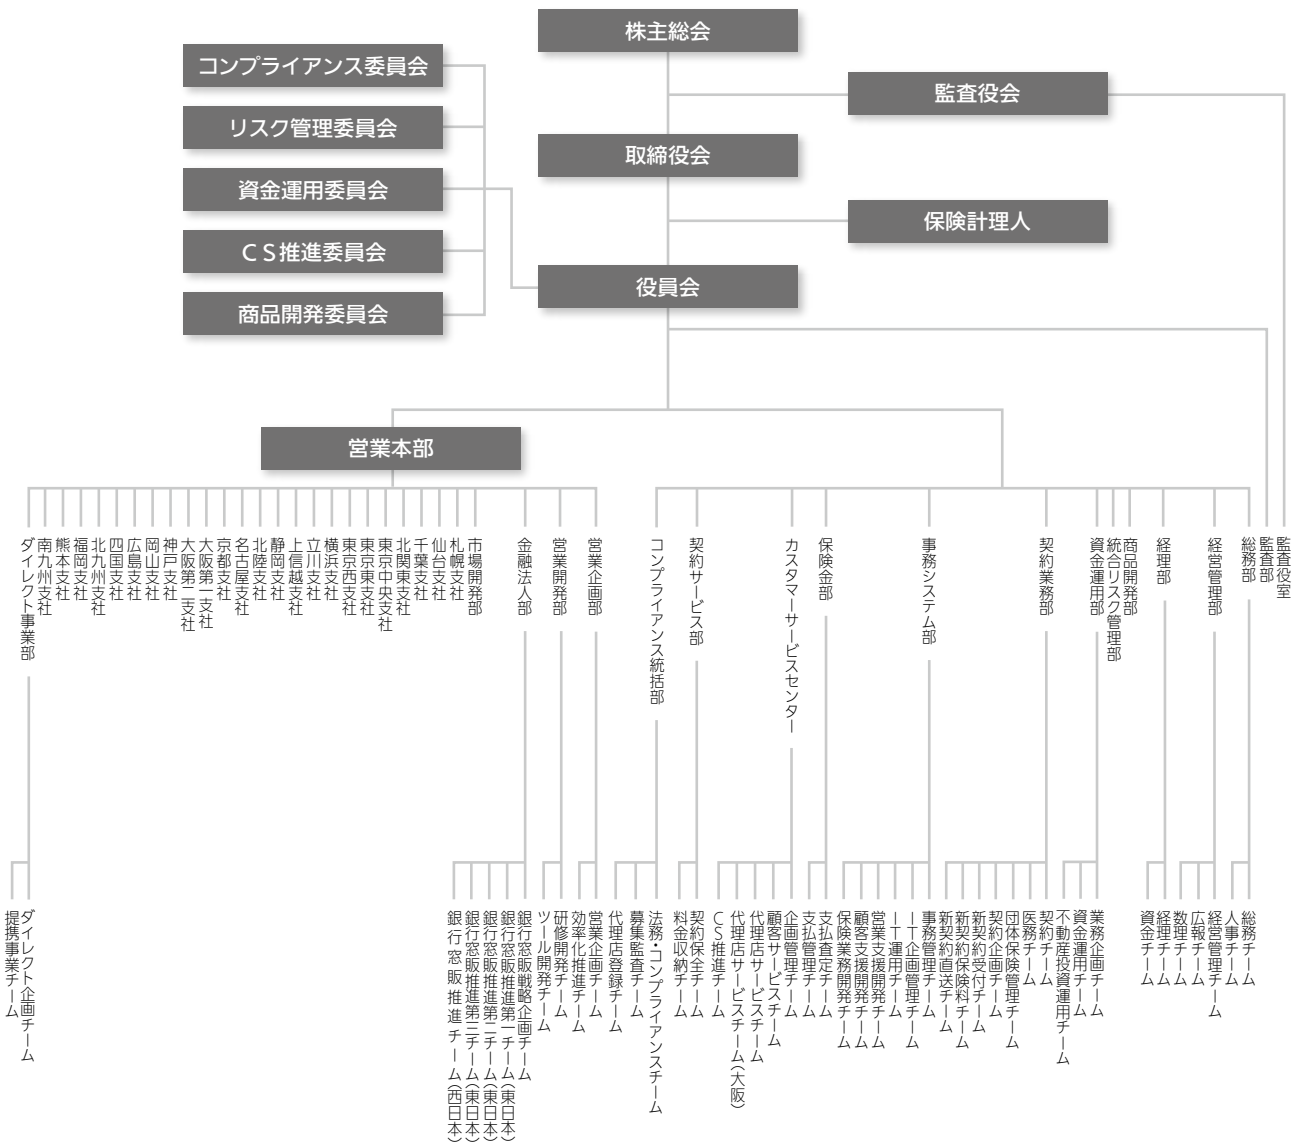 株主総会
コンプライアンス委員会
監査役会
リスク管理委員会
取締役会
資金運用委員会
保険計理人
ＣＳ推進委員会
役員会
商品開発委員会
営業本部
監査役室
監査部
総務部
経営管理部
経理部
商品開発部
統合リスク管理部
資金運用部
契約業務部
事務システム部
保険金部
カスタマーサービスセンター
契約サービス部
コンプライアンス統括部
営業企画部
営業開発部
金融法人部
市場開発部
札幌支社
仙台支社
千葉支社
北関東支社
東京中央支社
東京東支社
東京西支社
横浜支社
立川支社
上信越支社
静岡支社
北陸支社
名古屋支社
京都支社
大阪第一支社
大阪第二支社
神戸支社
岡山支社
広島支社
四国支社
北九州支社
福岡支社
熊本支社
南九州支社
ダイレクト事業部
総務チーム
人事チーム
経営管理チーム
広報チーム
数理チーム
経理チーム
資金チーム
業務企画チーム
資金運用チーム
不動産投資運用チーム
契約チーム
医務チーム
団体保険管理チーム
契約企画チーム
新契約受付チーム
新契約保険料チーム
新契約直送チーム
事務管理チーム
ＩＴ企画管理チーム
ＩＴ運用チーム
営業支援開発チーム
顧客支援開発チーム
保険業務開発チーム
支払査定チーム
支払管理チーム
企画管理チーム
顧客サービスチーム
代理店サービスチーム
代理店サービスチーム（大阪）
ＣＳ推進チーム
契約保全チーム
料金収納チーム
法務・コンプライアンスチーム
募集監査チーム
代理店登録チーム
営業企画チーム
効率化推進チーム
研修開発チーム
ツール開発チーム
銀行窓販戦略企画チーム
銀行窓販推進第一チーム（東日本）
銀行窓販推進第二チーム（東日本）
銀行窓販推進第三チーム（東日本）
銀行窓販推進チーム（西日本）
ダイレクト企画チーム
提携事業チーム